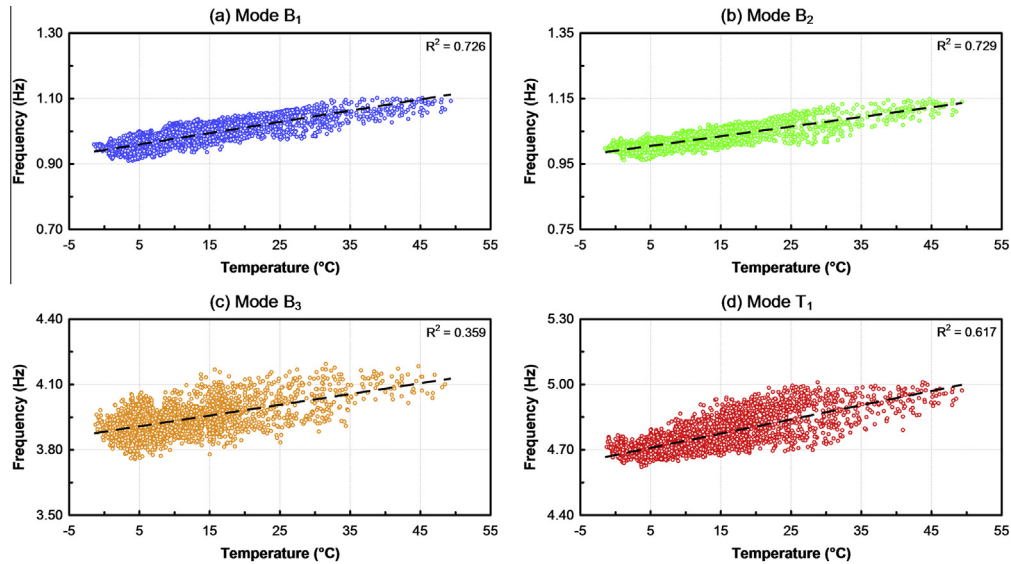 (a) Mode B1
R2 = 0.726
Frequency (Hz)
1.30
1.10
0.90
0.70
-5 5 15 25 35 45 55
Temperature (°C)
(b) Mode B2
R2 = 0.729
Frequency (Hz)
1.35
1.15
0.95
0.75
-5 5 15 25 35 45 55
Temperature (°C)
(c) Mode B3
R2 = 0.359
Frequency (Hz)
4.40
4.10
3.80
3.50
-5 5 15 25 35 45 55
Temperature (°C)
(d) Mode T1
R2 = 0.617
Frequency (Hz)
5.30
5.00
4.70
4.40
-5 5 15 25 35 45 55
Temperature (°C)